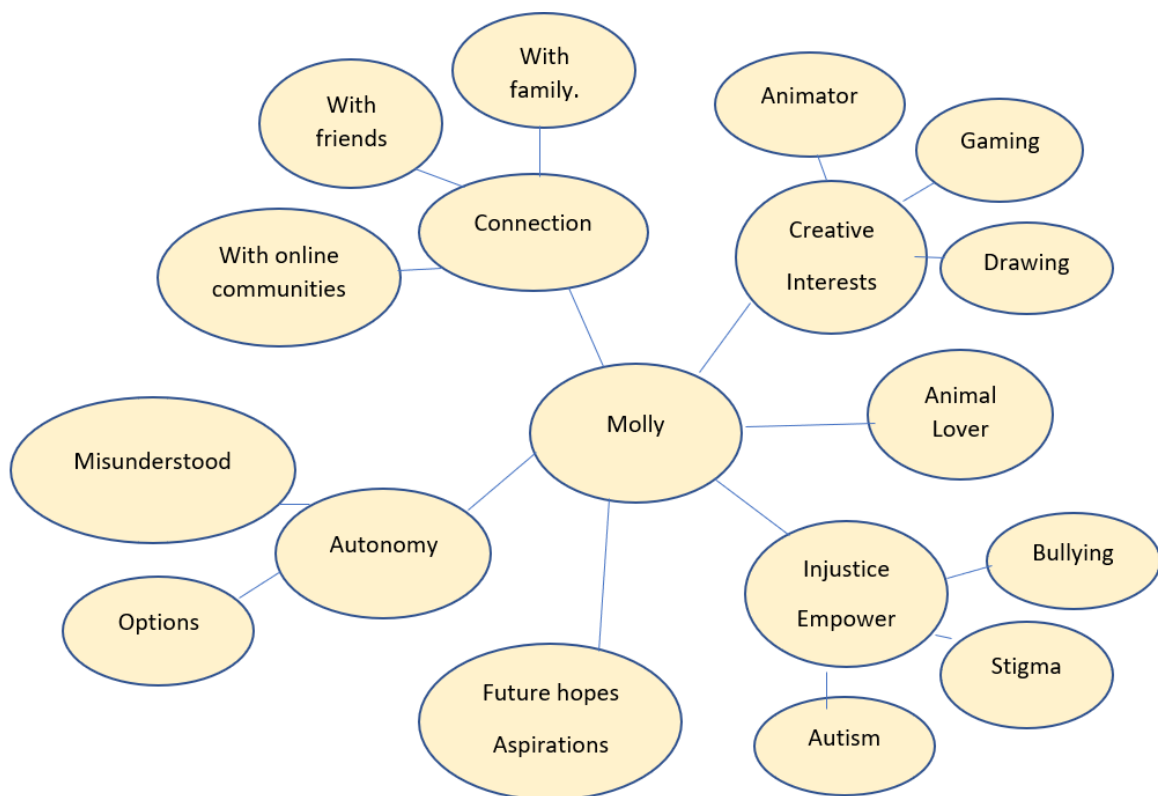 With
family.
With
friends
Connection
With online
communities
Animator
Gaming
Creative
Interests
Drawing
Molly
Animal
Lover
Misunderstood
Autonomy
Options
Injustice
Empower
Bullying
Stigma
Autism
Future hopes
Aspirations